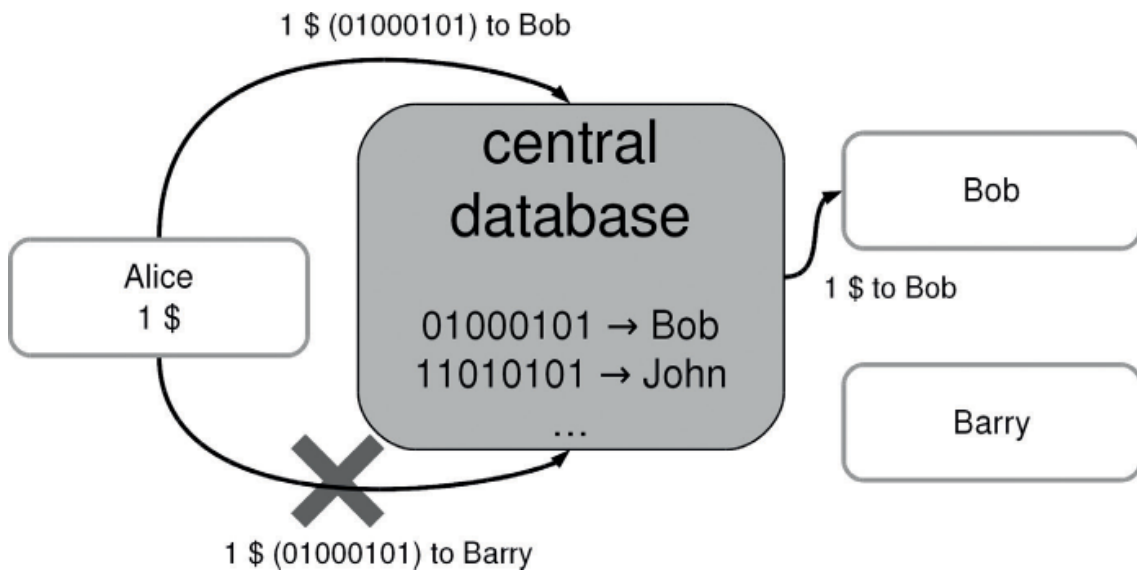 1 $ (01000101) to Bob
central
database
01000101 → Bob
11010101 → John
...
Alice
1 $
Bob
1 $ to Bob
Barry
1 $ (01000101) to Barry